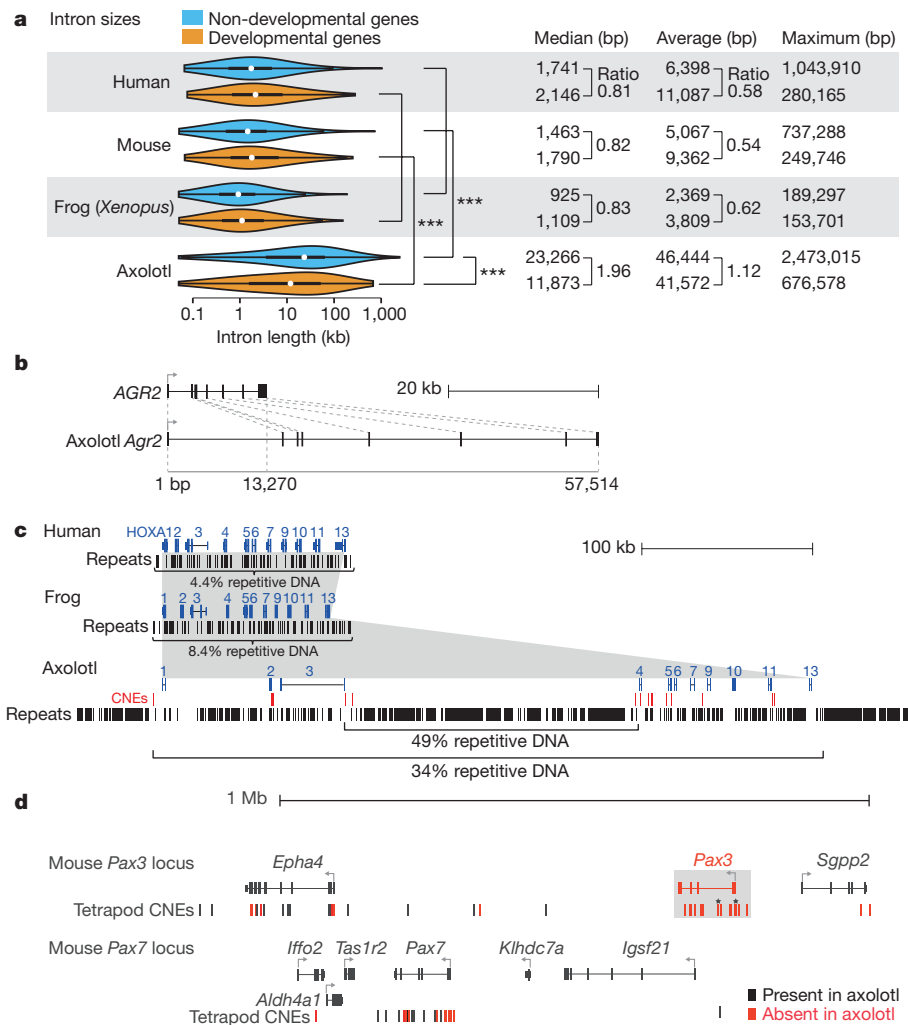 a Intron sizes
Non-developmental genes
Developmental genes
Median (bp) Average (bp) Maximum (bp)
Human
1,741 Ratio 6,398 Ratio 1,043,910
2,146 0.81 11,087 0.58 280,165
Mouse
1,463 0.82 5,067 0.54 737,288
1,790 9,362 249,746
Frog (Xenopus)
925 0.83 2,369 0.62 189,297
1,109 3,809 153,701
*** ***
Axolotl
23,266 1.96 46,444 1.12 2,473,015
11,873 41,572 676,578
***
0.1 1 10 100 1,000
Intron length (kb)
b
AGR2
20 kb
Axolotl Agr2
1 bp 13,270 57,514
c
Human HOXA1 2 3 4 5 6 7 9 10 11 13
100 kb
Repeats
4.4% repetitive DNA
Frog
1 2 3 4 5 6 7 8 9 10 11 13
Repeats
8.4% repetitive DNA
Axolotl
1 2 3 4 5 6 7 9 10 11 13
CNEs
Repeats
49% repetitive DNA
34% repetitive DNA
d
1 Mb
Mouse Pax3 locus Epha4 Pax3 Sgpp2
Tetrapod CNEs
* *
Mouse Pax7 locus Iffo2 Tas1r2 Pax7 Klhdc7a Igsf21
Aldh4a1
Tetrapod CNEs
Present in axolotl
Absent in axolotl